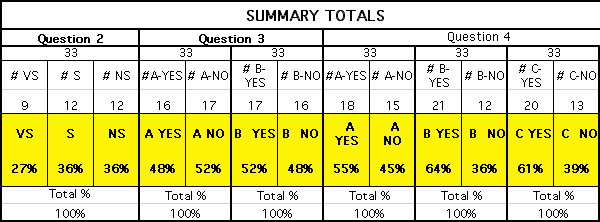 SUMMARY TOTALS
Question 2 Question 3 Question 4
33 33 33 33 33 33
# VS # S # NS #A-YES # A-NO # B-YES # B-NO #A-YES # A-NO # B-YES # B-NO # C-YES # C-NO
9 12 12 16 17 17 16 18 15 21 12 20 13
VS S NS A YES A NO B YES B NO A YES A NO B YES B NO C YES C NO
27% 36% 36% 48% 52% 52% 48% 55% 45% 64% 36% 61% 39%
Total % Total % Total % Total % Total % Total %
100% 100% 100% 100% 100% 100%